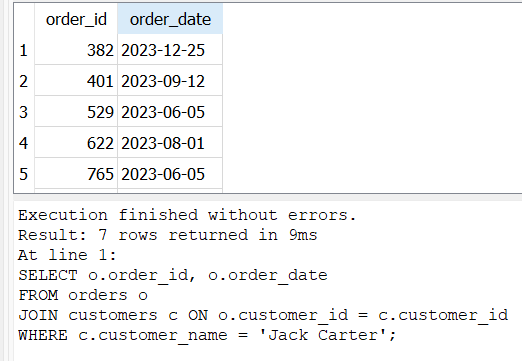 order_id order_date
1 382 2023-12-25
2 401 2023-09-12
3 529 2023-06-05
4 622 2023-08-01
5 765 2023-06-05
Execution finished without errors.
Result: 7 rows returned in 9ms
At line 1:
SELECT o.order_id, o.order_date
FROM orders o
JOIN customers c ON o.customer_id = c.customer_id
WHERE c.customer_name = 'Jack Carter';